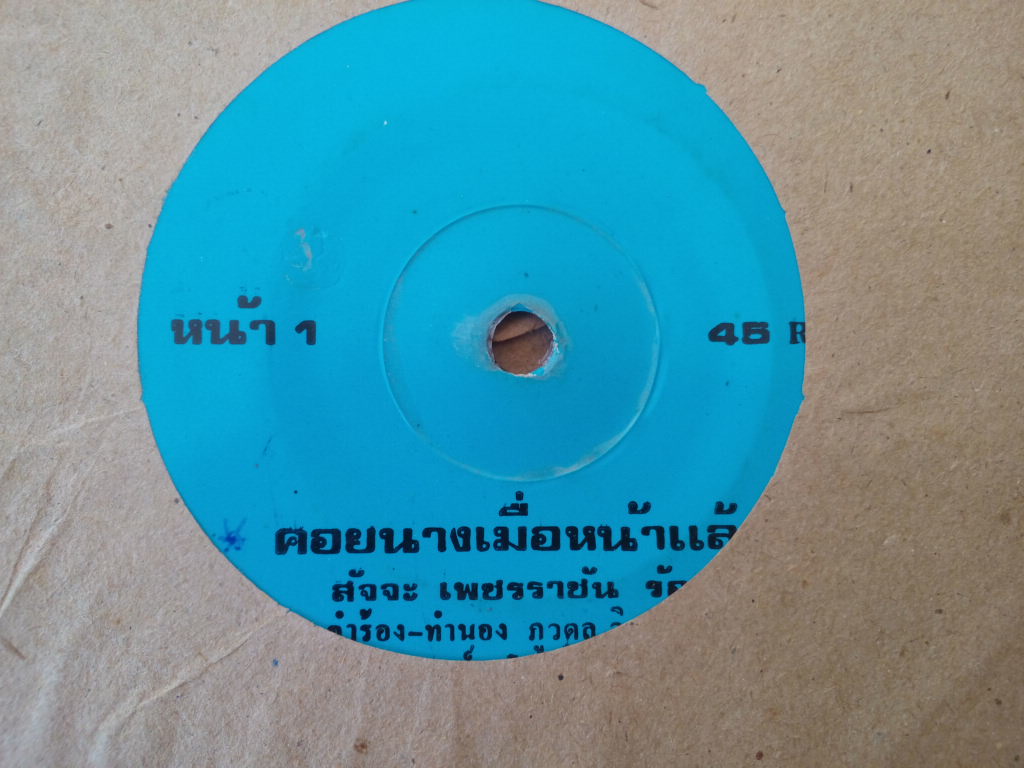 หน้า 1
45 R
คอยนางเมื่อหน้าแล้
สัจจะ เพชรราชัน รัก
คำร้อง-ทำนอง ภูวดล